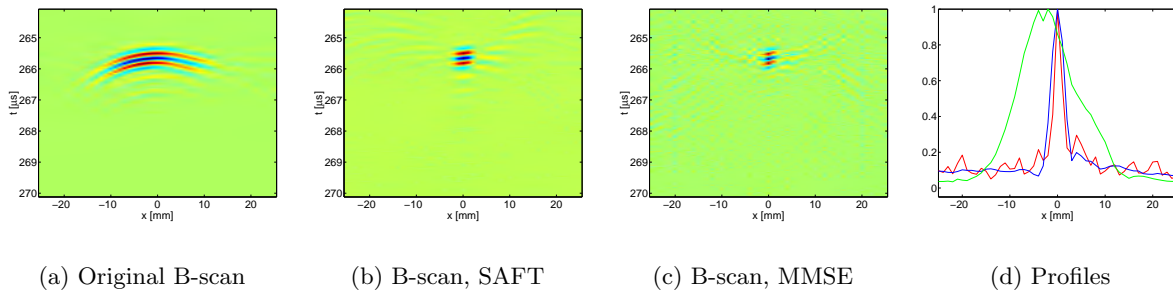 265
266
267
268
269
270
t [µs]
−20 −10 0 10 20
x [mm]
265
266
267
268
269
270
t [µs]
−20 −10 0 10 20
x [mm]
265
266
267
268
269
270
t [µs]
−20 −10 0 10 20
x [mm]
1
0.8
0.6
0.4
0.2
0
−20 −10 0 10 20
x [mm]
(a) Original B-scan
(b) B-scan, SAFT
(c) B-scan, MMSE
(d) Profiles